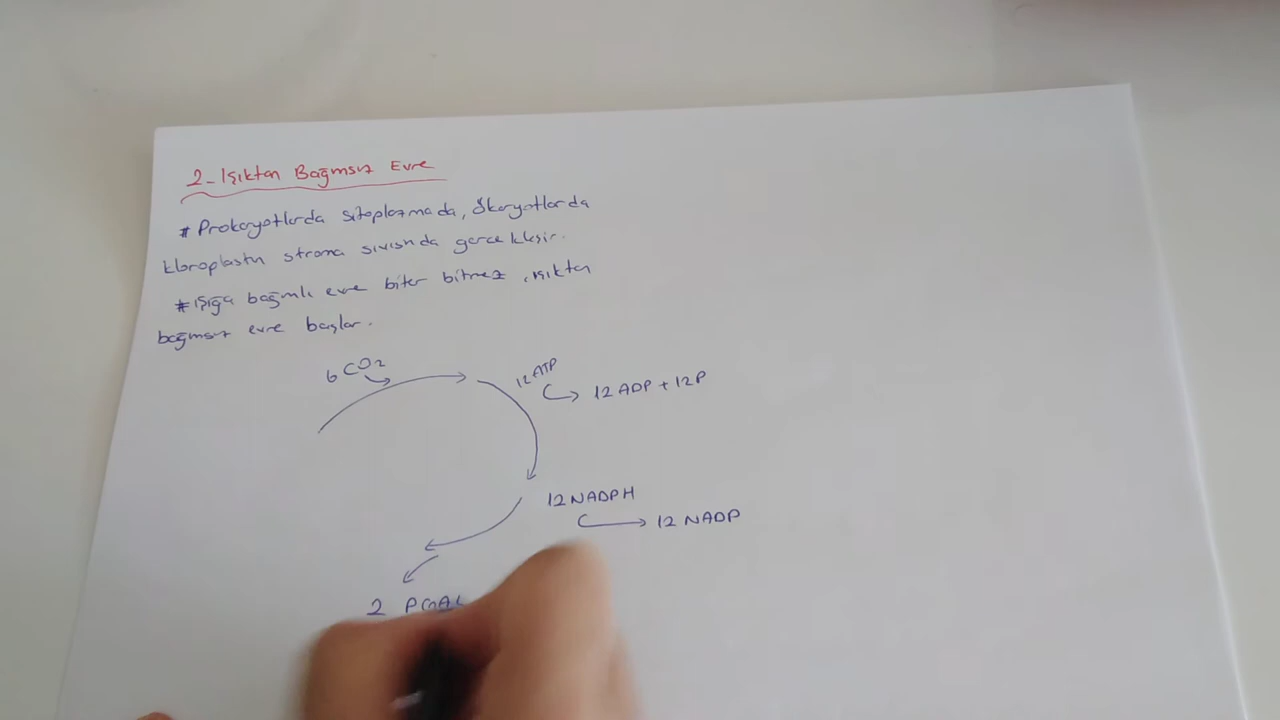 2- Işıktan Bağımsız Evre
# Prokaryotlarda sitoplazmada, ökaryotlarda
kloroplastın stroma sıvısında gerçekleşir.
# Işığa bağımlı evre biter bitmez, ışıktan
bağımsız evre başlar.
6 CO2
12 ATP
12 ADP + 12 P
12 NADPH
12 NADP
2 PGAL